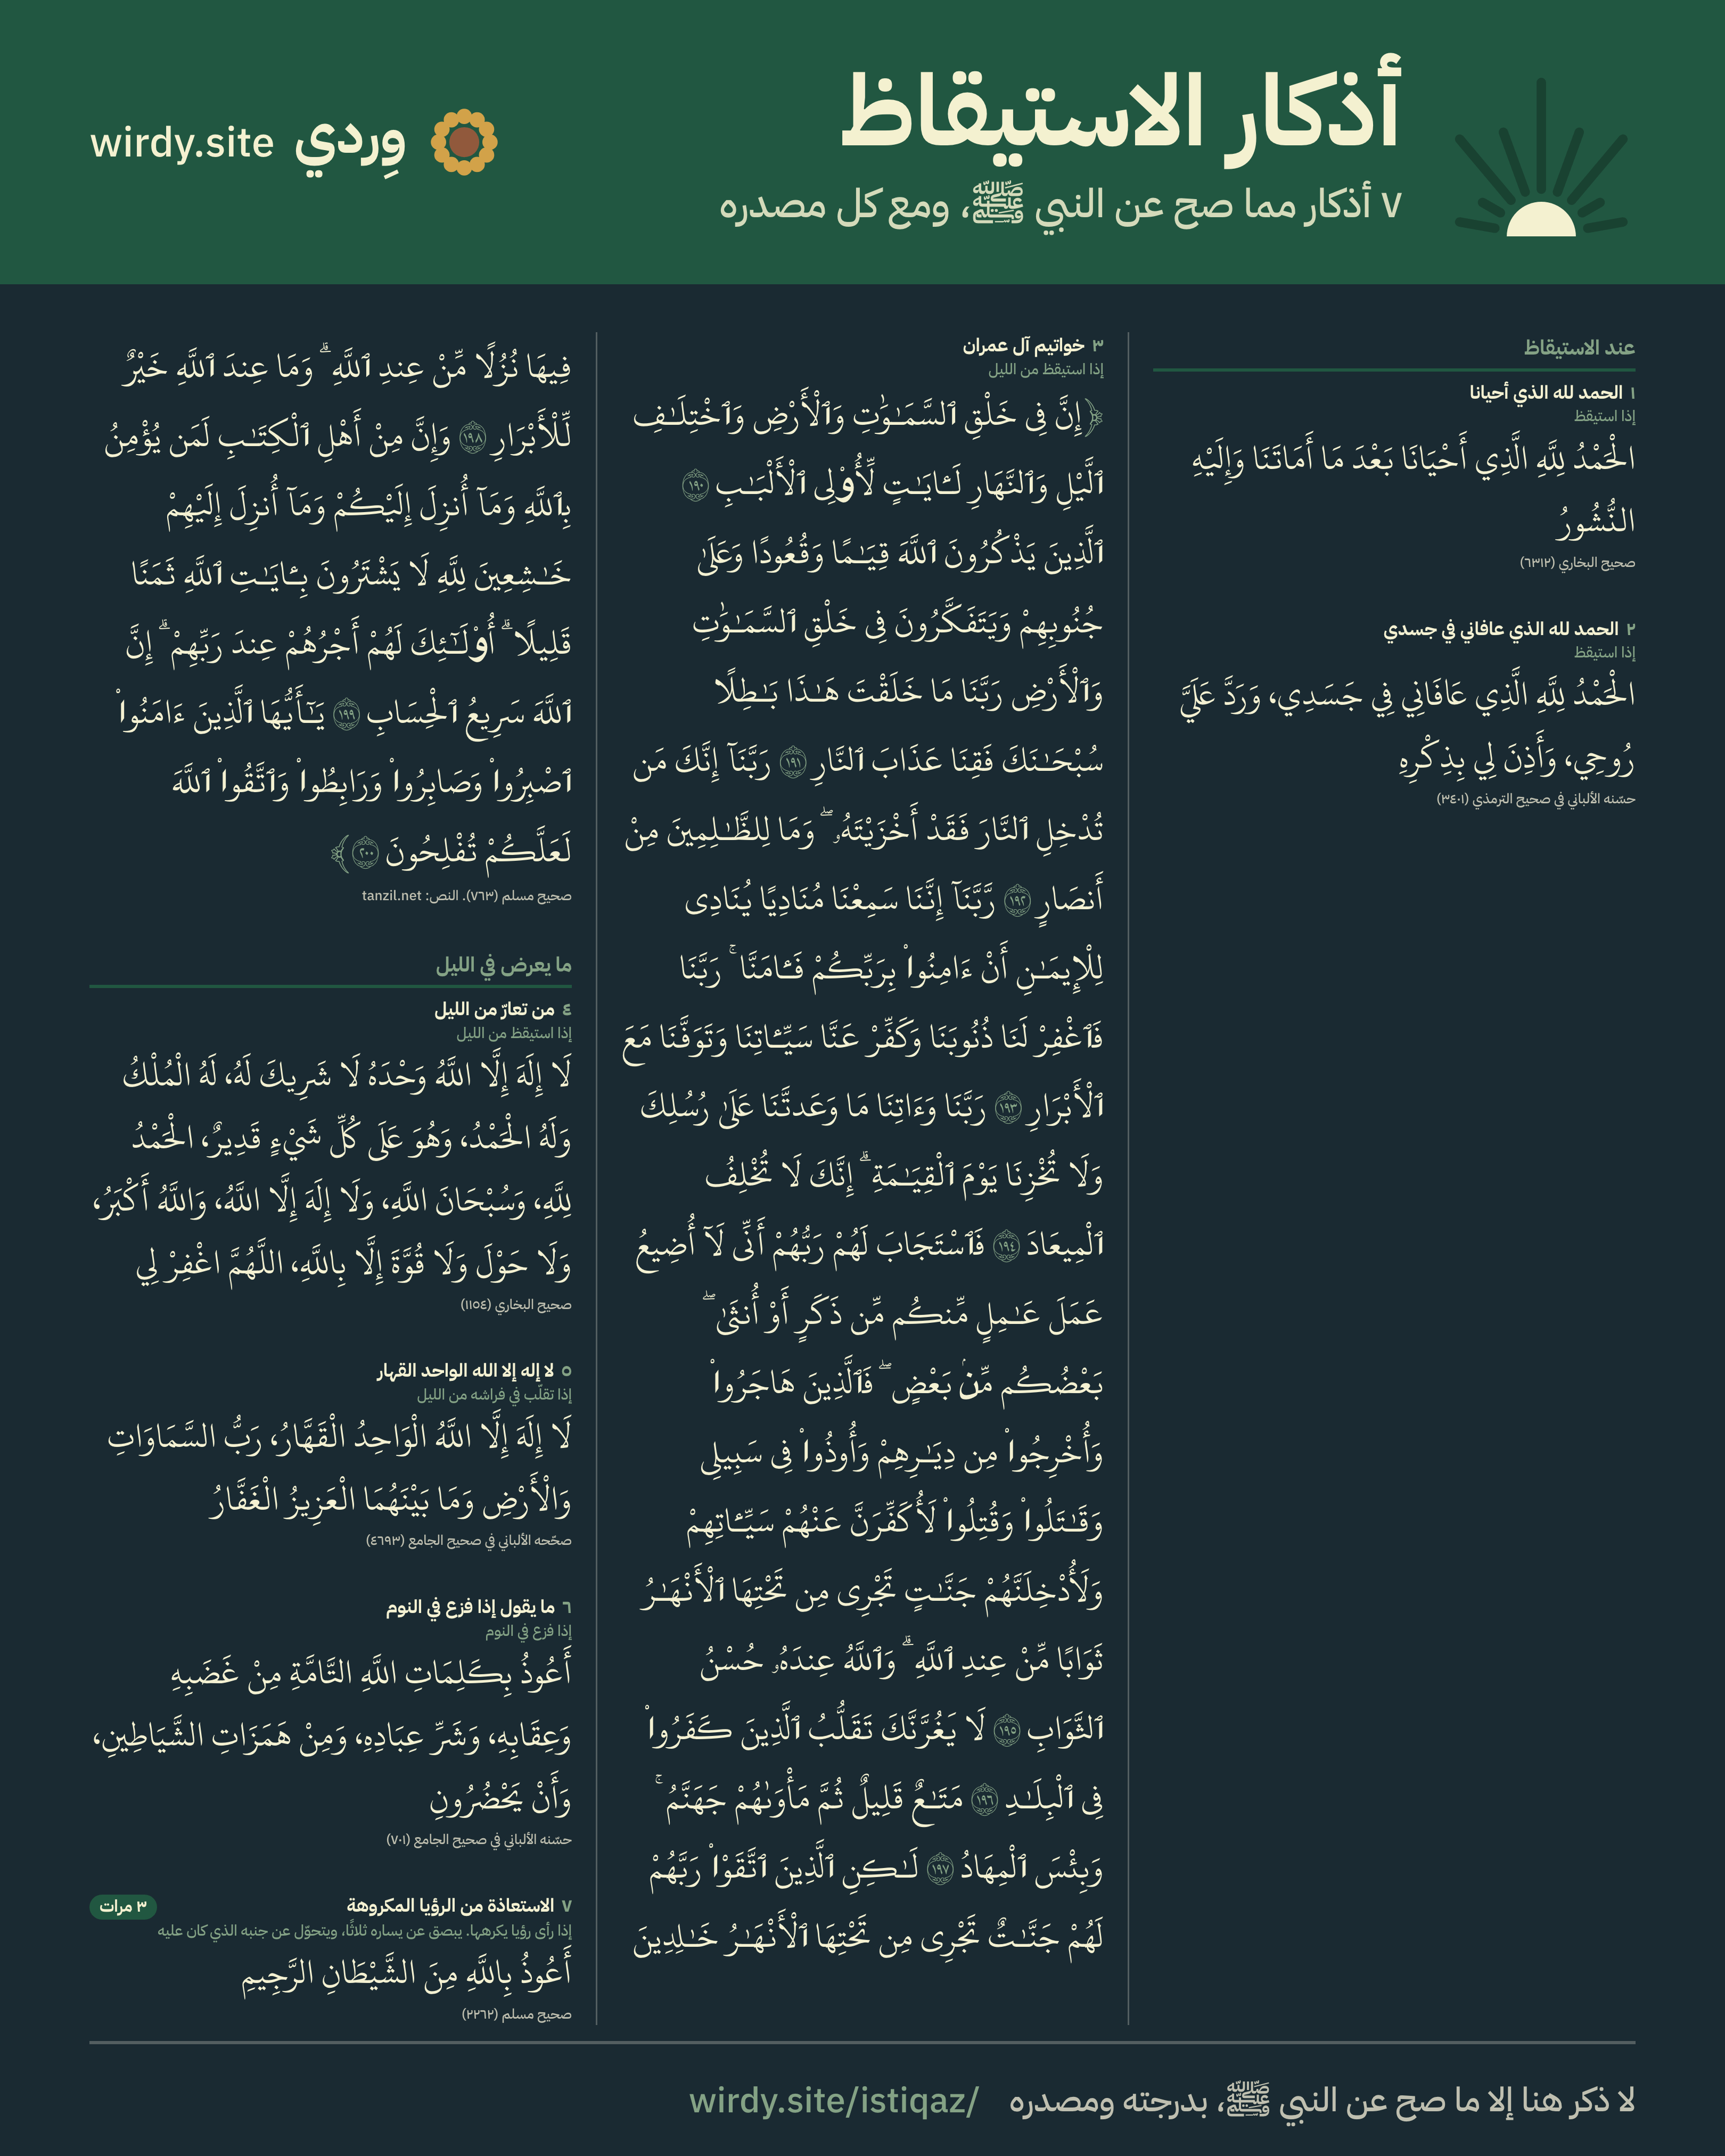 أذكار الاستيقاظ
٧ أذكار مما صح عن النبي ﷺ، ومع كل مصدره
وِردي wirdy.site
عند الاستيقاظ
١ الحمد لله الذي أحيانا
إذا استيقظ
الْحَمْدُ لِلَّهِ الَّذِي أَحْيَانَا بَعْدَ مَا أَمَاتَنَا وَإِلَيْهِ
النُّشُورُ
صحيح البخاري (٦٣١٢)
٢ الحمد لله الذي عافاني في جسدي
إذا استيقظ
الْحَمْدُ لِلَّهِ الَّذِي عَافَانِي فِي جَسَدِي، وَرَدَّ عَلَيَّ
رُوحِي، وَأَذِنَ لِي بِذِكْرِهِ
حسّنه الألباني في صحيح الترمذي (٣٤٠١)
٣ خواتيم آل عمران
إذا استيقظ من الليل
﴿إِنَّ فِى خَلْقِ ٱلسَّمَـٰوَٰتِ وَٱلْأَرْضِ وَٱخْتِلَـٰفِ
ٱلَّيْلِ وَٱلنَّهَارِ لَـَٔايَـٰتٍ لِّأُو۟لِى ٱلْأَلْبَـٰبِ ١٩٠
ٱلَّذِينَ يَذْكُرُونَ ٱللَّهَ قِيَـٰمًا وَقُعُودًا وَعَلَىٰ
جُنُوبِهِمْ وَيَتَفَكَّرُونَ فِى خَلْقِ ٱلسَّمَـٰوَٰتِ
وَٱلْأَرْضِ رَبَّنَا مَا خَلَقْتَ هَـٰذَا بَـٰطِلًا
سُبْحَـٰنَكَ فَقِنَا عَذَابَ ٱلنَّارِ ١٩١ رَبَّنَآ إِنَّكَ مَن
تُدْخِلِ ٱلنَّارَ فَقَدْ أَخْزَيْتَهُۥ ۖ وَمَا لِلظَّـٰلِمِينَ مِنْ
أَنصَارٍ ١٩٢ رَّبَّنَآ إِنَّنَا سَمِعْنَا مُنَادِيًا يُنَادِى
لِلْإِيمَـٰنِ أَنْ ءَامِنُوا۟ بِرَبِّكُمْ فَـَٔامَنَّا ۚ رَبَّنَا
فَٱغْفِرْ لَنَا ذُنُوبَنَا وَكَفِّرْ عَنَّا سَيِّـَٔاتِنَا وَتَوَفَّنَا مَعَ
ٱلْأَبْرَارِ ١٩٣ رَبَّنَا وَءَاتِنَا مَا وَعَدتَّنَا عَلَىٰ رُسُلِكَ
وَلَا تُخْزِنَا يَوْمَ ٱلْقِيَـٰمَةِ ۗ إِنَّكَ لَا تُخْلِفُ
ٱلْمِيعَادَ ١٩٤ فَٱسْتَجَابَ لَهُمْ رَبُّهُمْ أَنِّى لَآ أُضِيعُ
عَمَلَ عَـٰمِلٍ مِّنكُم مِّن ذَكَرٍ أَوْ أُنثَىٰ ۖ
بَعْضُكُم مِّنۢ بَعْضٍ ۖ فَٱلَّذِينَ هَاجَرُوا۟
وَأُخْرِجُوا۟ مِن دِيَـٰرِهِمْ وَأُوذُوا۟ فِى سَبِيلِى
وَقَـٰتَلُوا۟ وَقُتِلُوا۟ لَأُكَفِّرَنَّ عَنْهُمْ سَيِّـَٔاتِهِمْ
وَلَأُدْخِلَنَّهُمْ جَنَّـٰتٍ تَجْرِى مِن تَحْتِهَا ٱلْأَنْهَـٰرُ
ثَوَابًا مِّنْ عِندِ ٱللَّهِ ۗ وَٱللَّهُ عِندَهُۥ حُسْنُ
ٱلثَّوَابِ ١٩٥ لَا يَغُرَّنَّكَ تَقَلُّبُ ٱلَّذِينَ كَفَرُوا۟
فِى ٱلْبِلَـٰدِ ١٩٦ مَتَـٰعٌ قَلِيلٌ ثُمَّ مَأْوَىٰهُمْ جَهَنَّمُ ۚ
وَبِئْسَ ٱلْمِهَادُ ١٩٧ لَـٰكِنِ ٱلَّذِينَ ٱتَّقَوْا۟ رَبَّهُمْ
لَهُمْ جَنَّـٰتٌ تَجْرِى مِن تَحْتِهَا ٱلْأَنْهَـٰرُ خَـٰلِدِينَ
فِيهَا نُزُلًا مِّنْ عِندِ ٱللَّهِ ۗ وَمَا عِندَ ٱللَّهِ خَيْرٌ
لِّلْأَبْرَارِ ١٩٨ وَإِنَّ مِنْ أَهْلِ ٱلْكِتَـٰبِ لَمَن يُؤْمِنُ
بِٱللَّهِ وَمَآ أُنزِلَ إِلَيْكُمْ وَمَآ أُنزِلَ إِلَيْهِمْ
خَـٰشِعِينَ لِلَّهِ لَا يَشْتَرُونَ بِـَٔايَـٰتِ ٱللَّهِ ثَمَنًا
قَلِيلًا ۗ أُو۟لَـٰٓئِكَ لَهُمْ أَجْرُهُمْ عِندَ رَبِّهِمْ ۗ إِنَّ
ٱللَّهَ سَرِيعُ ٱلْحِسَابِ ١٩٩ يَـٰٓأَيُّهَا ٱلَّذِينَ ءَامَنُوا۟
ٱصْبِرُوا۟ وَصَابِرُوا۟ وَرَابِطُوا۟ وَٱتَّقُوا۟ ٱللَّهَ
لَعَلَّكُمْ تُفْلِحُونَ ٢٠٠﴾
صحيح مسلم (٧٦٣). النص: tanzil.net
ما يعرض في الليل
٤ من تعارّ من الليل
إذا استيقظ من الليل
لَا إِلَهَ إِلَّا اللَّهُ وَحْدَهُ لَا شَرِيكَ لَهُ، لَهُ الْمُلْكُ
وَلَهُ الْحَمْدُ، وَهُوَ عَلَى كُلِّ شَيْءٍ قَدِيرٌ، الْحَمْدُ
لِلَّهِ، وَسُبْحَانَ اللَّهِ، وَلَا إِلَهَ إِلَّا اللَّهُ، وَاللَّهُ أَكْبَرُ،
وَلَا حَوْلَ وَلَا قُوَّةَ إِلَّا بِاللَّهِ، اللَّهُمَّ اغْفِرْ لِي
صحيح البخاري (١١٥٤)
٥ لا إله إلا الله الواحد القهار
إذا تقلّب في فراشه من الليل
لَا إِلَهَ إِلَّا اللَّهُ الْوَاحِدُ الْقَهَّارُ، رَبُّ السَّمَاوَاتِ
وَالْأَرْضِ وَمَا بَيْنَهُمَا الْعَزِيزُ الْغَفَّارُ
صحّحه الألباني في صحيح الجامع (٤٦٩٣)
٦ ما يقول إذا فزع في النوم
إذا فزع في النوم
أَعُوذُ بِكَلِمَاتِ اللَّهِ التَّامَّةِ مِنْ غَضَبِهِ
وَعِقَابِهِ، وَشَرِّ عِبَادِهِ، وَمِنْ هَمَزَاتِ الشَّيَاطِينِ،
وَأَنْ يَحْضُرُونِ
حسّنه الألباني في صحيح الجامع (٧٠١)
٧ الاستعاذة من الرؤيا المكروهة ٣ مرات
إذا رأى رؤيا يكرهها. يبصق عن يساره ثلاثًا، ويتحوّل عن جنبه الذي كان عليه
أَعُوذُ بِاللَّهِ مِنَ الشَّيْطَانِ الرَّجِيمِ
صحيح مسلم (٢٢٦٢)
لا ذكر هنا إلا ما صح عن النبي ﷺ، بدرجته ومصدره wirdy.site/istiqaz/